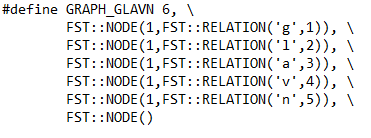 #define GRAPH_GLAVN 6, \
FST::NODE(1,FST::RELATION('g',1)), \
FST::NODE(1,FST::RELATION('l',2)), \
FST::NODE(1,FST::RELATION('a',3)), \
FST::NODE(1,FST::RELATION('v',4)), \
FST::NODE(1,FST::RELATION('n',5)), \
FST::NODE()